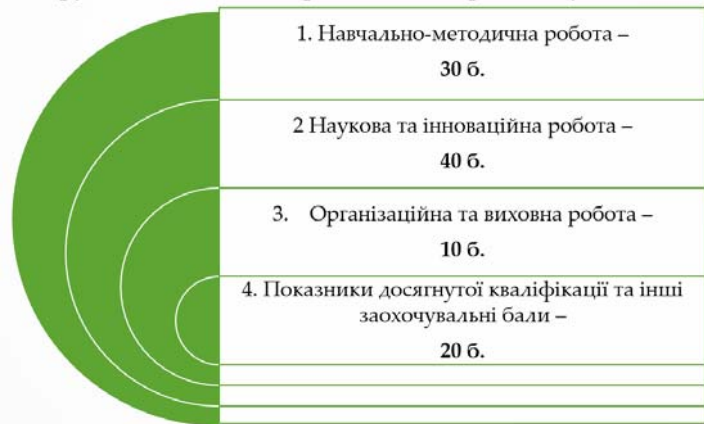 1. Навчально-методична робота –
30 б.
2 Наукова та інноваційна робота –
40 б.
3. Організаційна та виховна робота –
10 б.
4. Показники досягнутої кваліфікації та інші
заохочувальні бали –
20 б.